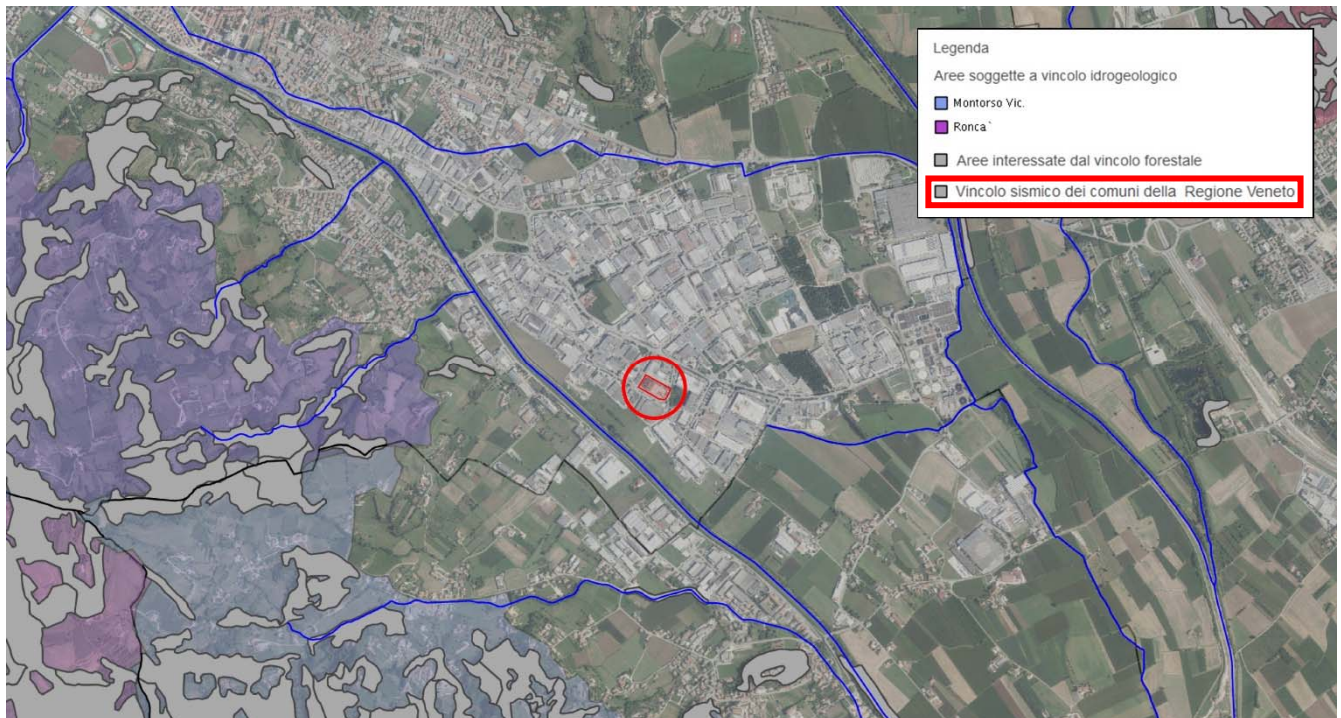 Legenda
Aree soggette a vincolo idrogeologico
Montorso Vic.
Ronca`
Aree interessate dal vincolo forestale
Vincolo sismico dei comuni della Regione Veneto